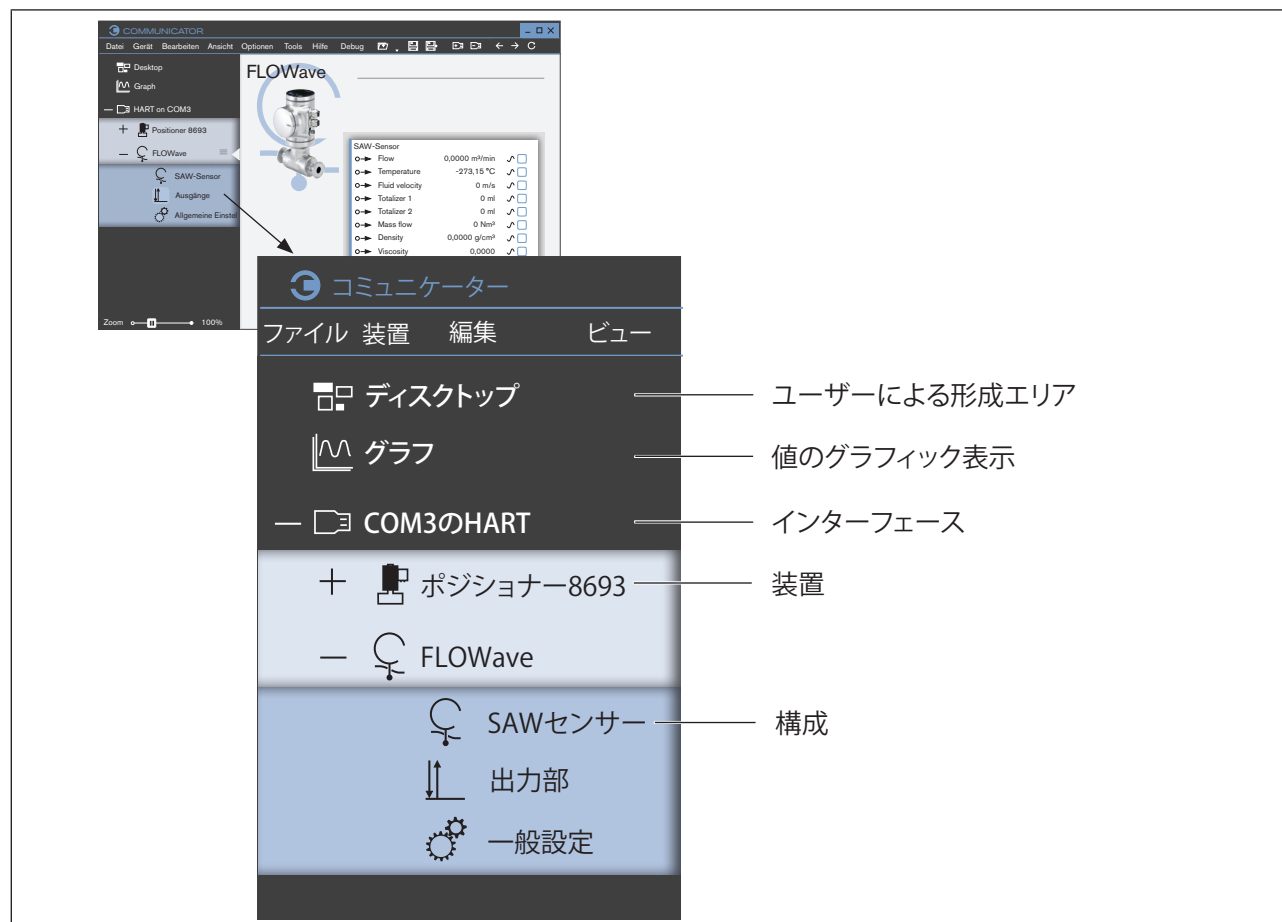 COMMUNICATOR
Datei Gerät Bearbeiten Ansicht Optionen Tools Hilfe Debug
Desktop
Graph
HART on COM3
Positioner 8693
FLOWave
SAW-Sensor
Ausgänge
Allgemeine Einstel
Zoom 100%
FLOWave
SAW-Sensor
Flow 0,0000 m³/min
Temperature -273,15 °C
Fluid velocity 0 m/s
Totalizer 1 0 ml
Totalizer 2 0 ml
Mass flow 0 Nm³
Density 0,0000 g/cm³
Viscosity 0,0000
コミュニケーター
ファイル 装置 編集 ビュー
ディスクトップ ユーザーによる形成エリア
グラフ 値のグラフィック表示
COM3のHART インターフェース
ポジショナー8693 装置
FLOWave
SAWセンサー 構成
出力部
一般設定